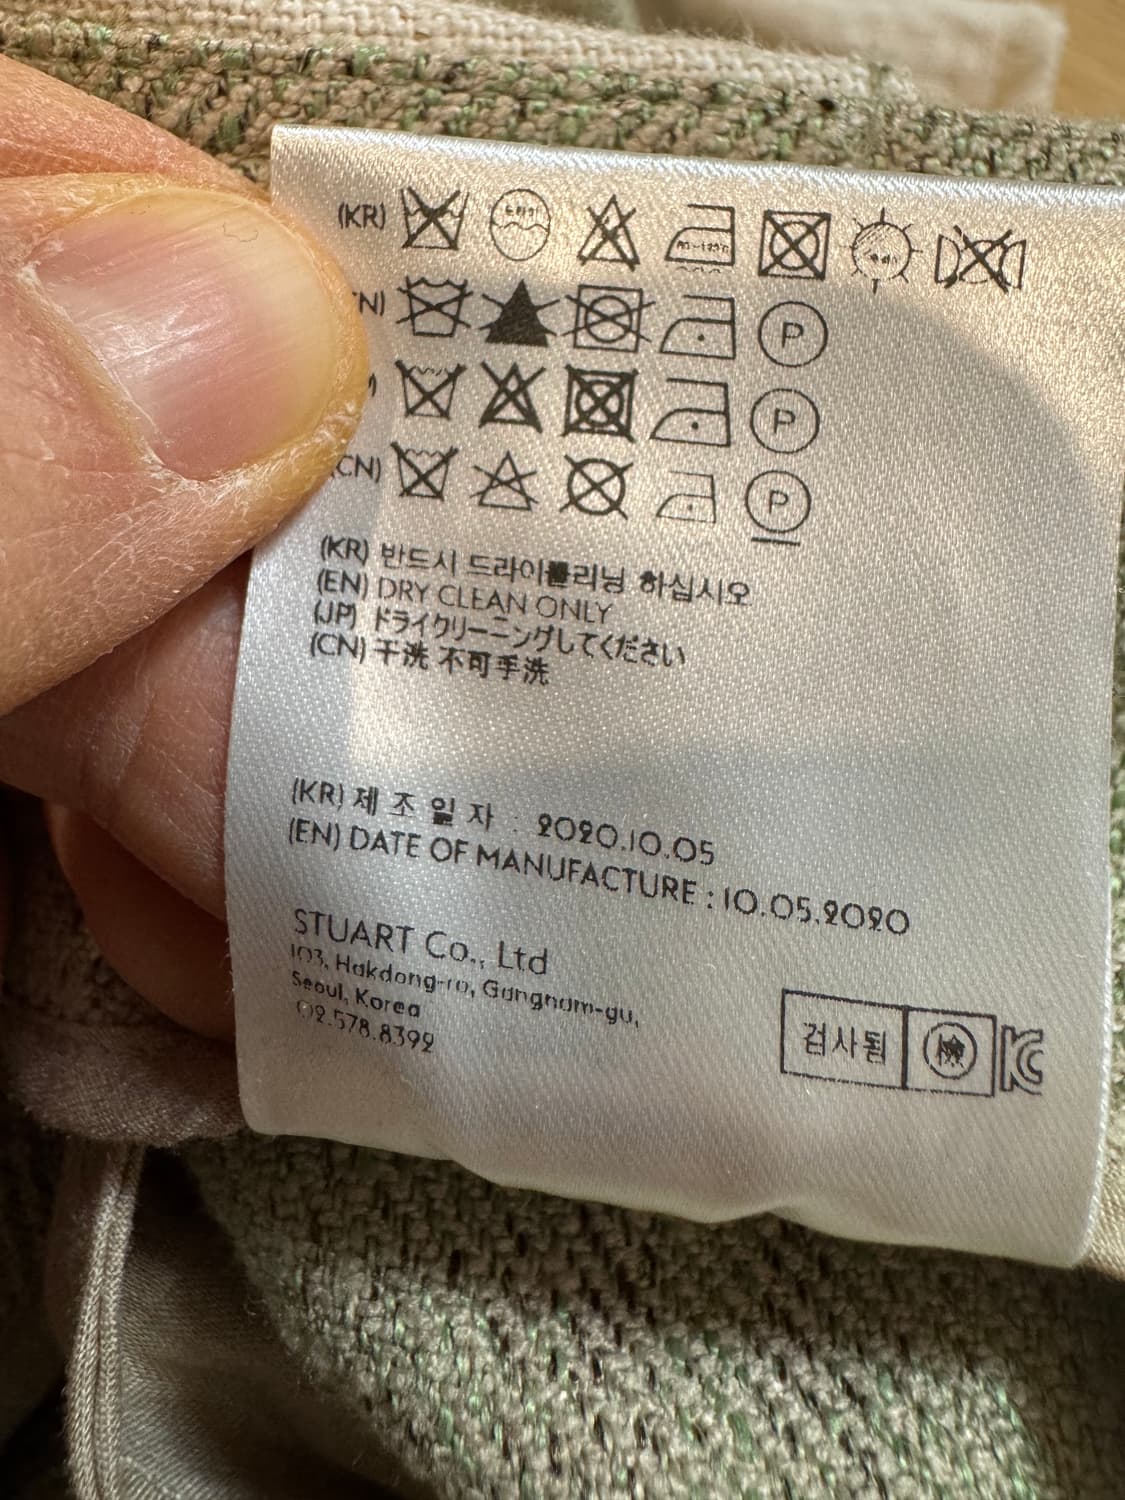 (KR)
N)
P
P
(CN)
P
(KR) 반드시 드라이클리닝 하십시오
(EN) DRY CLEAN ONLY
(JP) ドライクリーニングしてください
(CN) 干洗 不可手洗
(KR) 제 조 일 자 : 2020.10.05
(EN) DATE OF MANUFACTURE : 10.05.2020
STUART Co., Ltd
103, Hakdong-ro, Gangnam-gu,
Seoul, Korea
02.578.8392
검사됨 檢 KC